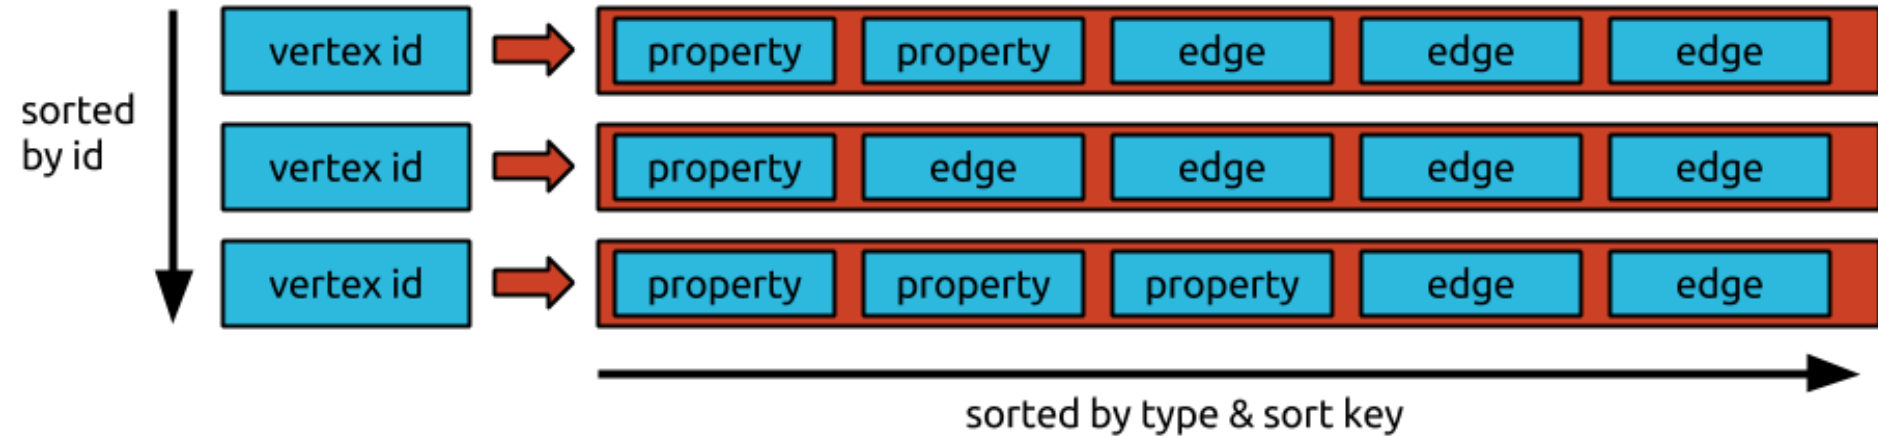 vertex id property property edge edge edge
sorted
by id
vertex id property edge edge edge edge
vertex id property property property edge edge
sorted by type & sort key